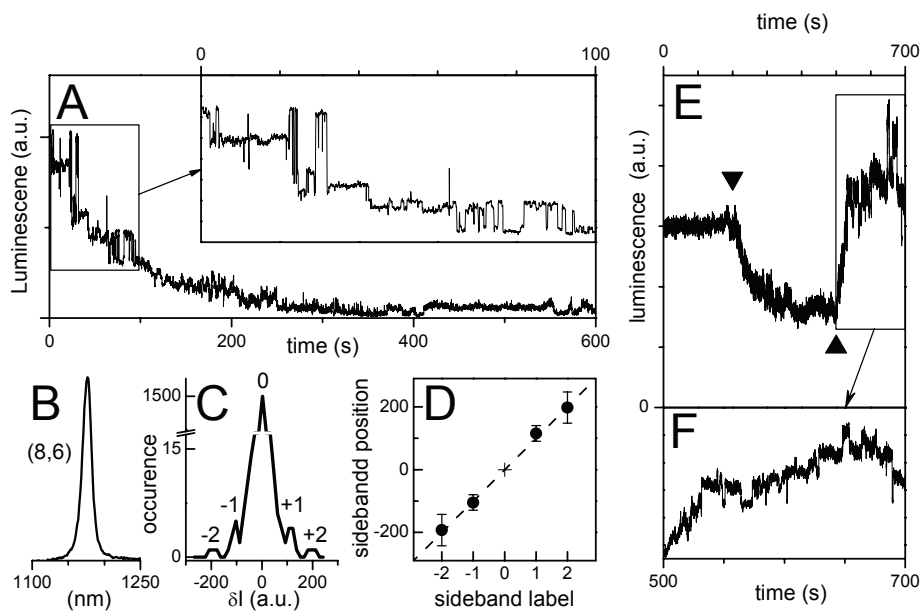 0 100
A
Luminescene (a.u.)
0 200 400 600
time (s)
B
(8,6)
1100 1250
(nm)
C
0
1500
15
0
occurence
-2 -1 +1 +2
-200 0 200
δI (a.u.)
D
sidebandd position
200
0
-200
-2 -1 0 1 2
sideband label
time (s)
0 700
E
luminescence (a.u.)
0
F
500 700
time (s)